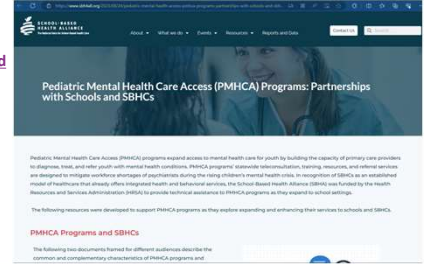 https://www.sbh4all.org/
SCHOOL-BASED
HEALTH ALLIANCE
About
What we do
Events
Resources
Reports and Data
Contact Us
d
Pediatric Mental Health Care Access (PMHCA) Programs: Partnerships
with Schools and SBHCs
Pediatric Mental Health Care Access (PMHCA) programs expand access to mental health care for youth by building the capacity of primary care providers
to diagnose, treat, and refer youth with mental health conditions. PMHCA programs' statewide teleconsultation, training, resources, and referral services
are designed to mitigate workforce shortages of psychiatrists during the rising children's mental health crisis. In recognition of SBHCs as an established
model of healthcare that already offers integrated health and behavioral services, the School-Based Health Alliance (SBHA) was funded by the Health
Resources and Services Administration (HRSA) to provide technical assistance to PMHCA programs as they expand to school settings.
The following resources were developed to support PMHCA programs as they explore expanding and enhancing their services to schools and SBHCs.
PMHCA Programs and SBHCs
The following two documents formed for different audiences describe the
common and complementary characteristics of PMHCA programs and